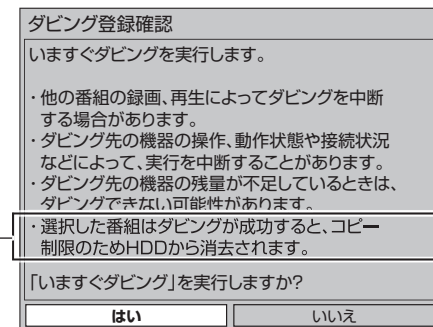 ダビング登録確認
いますぐダビングを実行します。
・他の番組の録画、再生によってダビングを中断
する場合があります。
・ダビング先の機器の操作、動作状態や接続状況
などによって、実行を中断することがあります。
・ダビング先の機器の残量が不足しているときは、
ダビングできない可能性があります。
・選択した番組はダビングが成功すると、コピー
制限のためHDDから消去されます。
「いますぐダビング」を実行しますか?
はい
いいえ